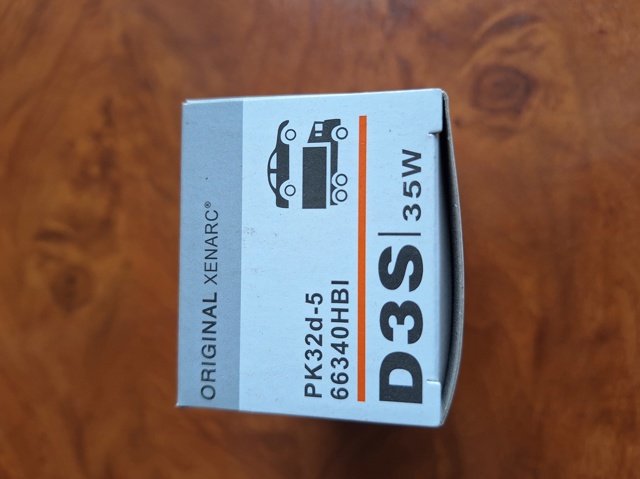 ORIGINAL XENARC®
PK32d-5
66340HBI
D3S | 35W